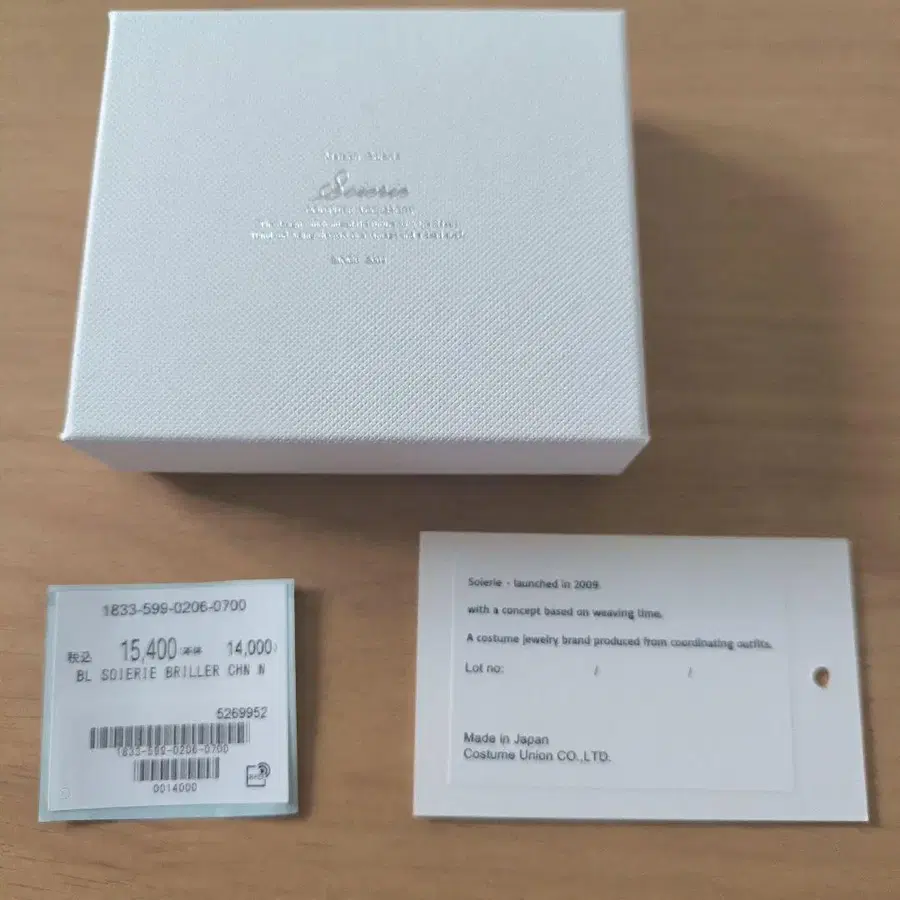 Soierie
1833-599-0206-0700
税込 15,400 本体 14,000
BL SOIERIE BRILLER CHN N
5269952
1833-599-0206-0700
0014000
Soierie - launched in 2009.
with a concept based on weaving time.
A costume jewelry brand produced from coordinating outfits.
Lot no: / /
Made in Japan
Costume Union CO.,LTD.